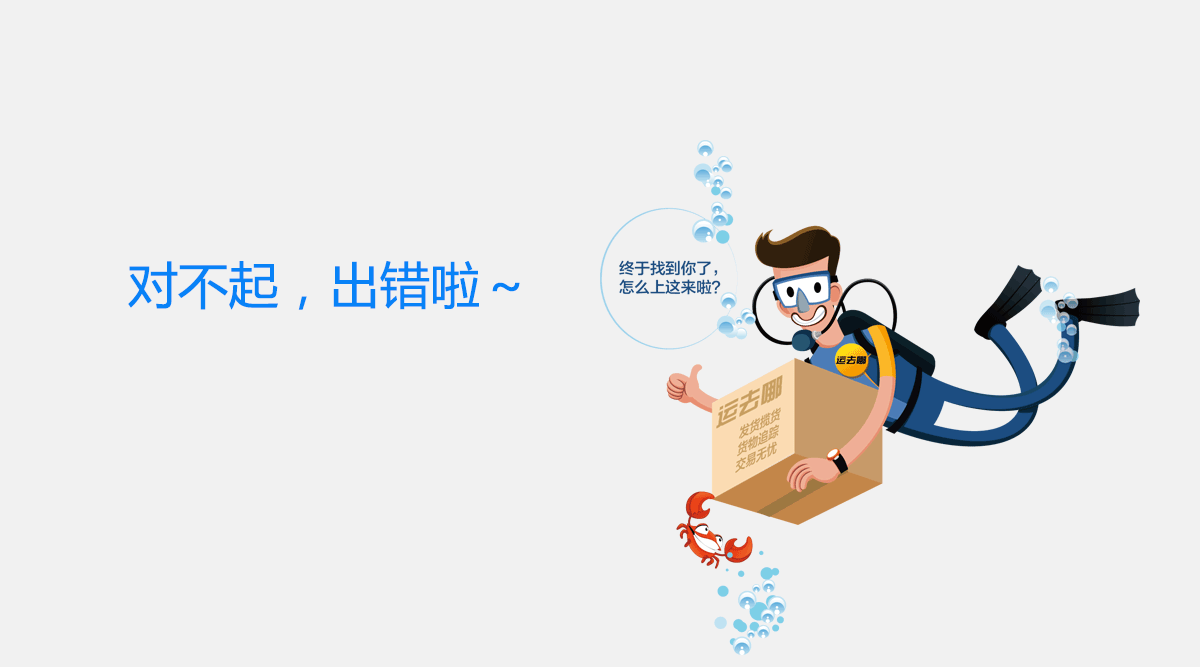 对不起，出错啦～
终于找到你了，
怎么上这来啦？
运去哪
运去哪
发货揽货
货物追踪
交易无忧